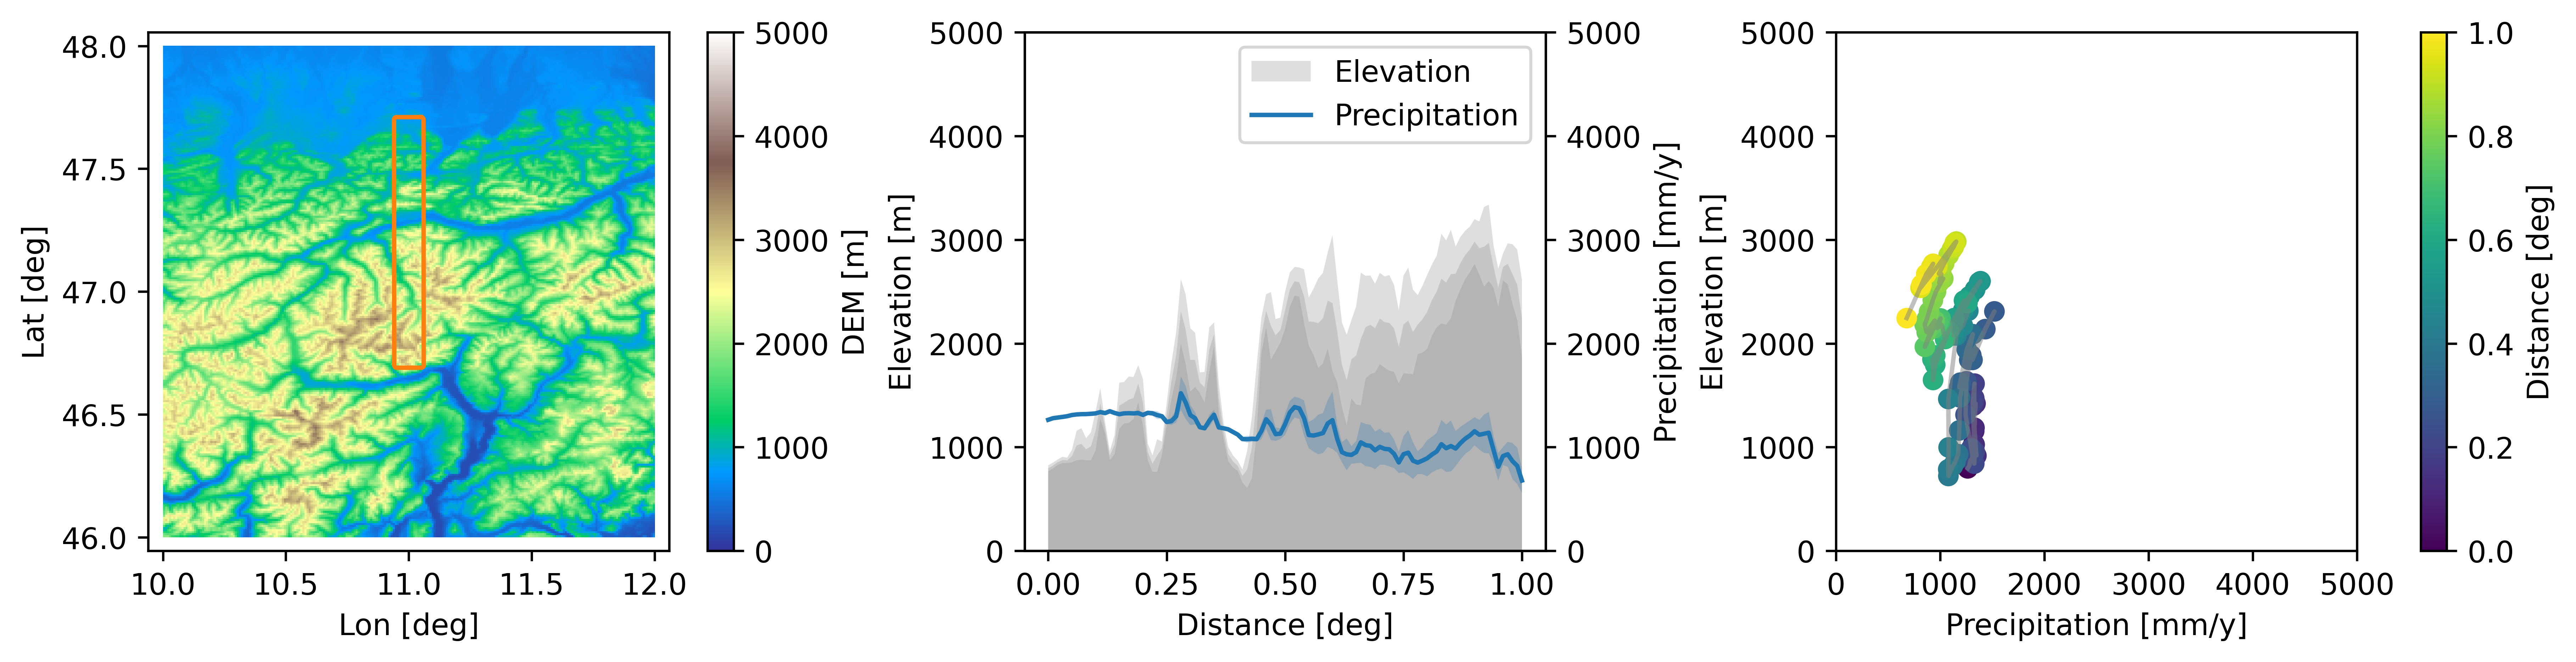 48.0
47.5
47.0
46.5
46.0
Lat [deg]
10.0 10.5 11.0 11.5 12.0
Lon [deg]
5000
4000
3000
2000
1000
0
DEM [m]
5000
4000
3000
2000
1000
0
Elevation [m]
Elevation
Precipitation
0.00 0.25 0.50 0.75 1.00
Distance [deg]
5000
4000
3000
2000
1000
0
Precipitation [mm/y]
5000
4000
3000
2000
1000
0
Elevation [m]
0 1000 2000 3000 4000 5000
Precipitation [mm/y]
1.0
0.8
0.6
0.4
0.2
0.0
Distance [deg]